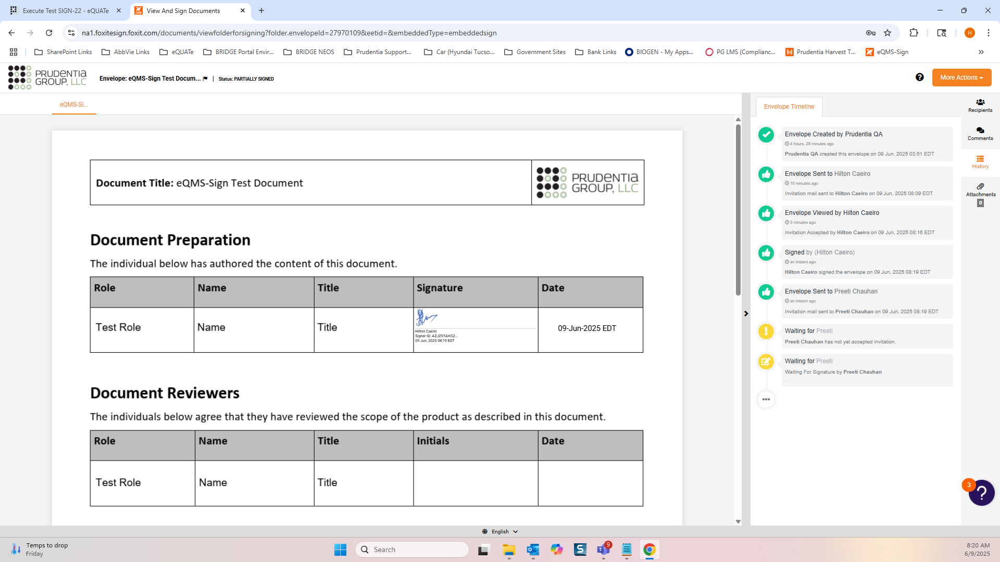 Execute Test SIGN-22 - eQUATe
View And Sign Documents
na1.foxitesign.foxit.com/documents/viewfolderforsigning?folder.envelopeId=27970109&eetid=&embeddedType=embeddedsign
H
SharePoint Links
AbbVie Links
eQUATe
BRIDGE Portal Envir...
BRIDGE NEOS
Prudentia Support...
Car (Hyundai Tucso...
Government Sites
Bank Links
BIOGEN - My Apps...
PG LMS (Complianc...
Prudentia Harvest T...
eQMS-Sign
PRUDENTIA
GROUP, LLC
Envelope: eQMS-Sign Test Docum... | Status: PARTIALLY SIGNED
More Actions
eQMS-Si...
Document Title: eQMS-Sign Test Document
PRUDENTIA
GROUP, LLC
Document Preparation
The individual below has authored the content of this document.
Role Name Title Signature Date
Test Role Name Title
Hilton Caeiro
Signer ID: AZJZ9TAHG2...
09 Jun, 2025 08:19 EDT
09-Jun-2025 EDT
Document Reviewers
The individuals below agree that they have reviewed the scope of the product as described in this document.
Role Name Title Initials Date
Test Role Name Title
Envelope Timeline
Envelope Created by Prudentia QA
4 hours, 28 minutes ago
Prudentia QA created this envelope on 09 Jun, 2025 03:51 EDT
Envelope Sent to Hilton Caeiro
10 minutes ago
Invitation mail sent to Hilton Caeiro on 09 Jun, 2025 08:09 EDT
Envelope Viewed by Hilton Caeiro
3 minutes ago
Invitation Accepted by Hilton Caeiro on 09 Jun, 2025 08:16 EDT
Signed by (Hilton Caeiro)
an instant ago
Hilton Caeiro signed the envelope on 09 Jun, 2025 08:19 EDT
Envelope Sent to Preeti Chauhan
an instant ago
Invitation mail sent to Preeti Chauhan on 09 Jun, 2025 08:19 EDT
Waiting for Preeti
Preeti Chauhan has not yet accepted invitation.
Waiting for Preeti
Waiting For Signature by Preeti Chauhan
.
Recipients
Comments
History
Attachments
0
3
?
English
Temps to drop
Friday
Search
9
8:20 AM
6/9/2025